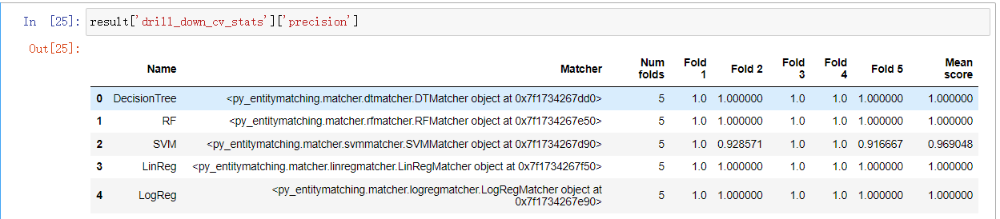 In [25]: result['drill_down_cv_stats']['precision']
Out[25]:
Name Matcher Num folds Fold 1 Fold 2 Fold 3 Fold 4 Fold 5 Mean score
0 DecisionTree <py_entitymatching.matcher.dtmatcher.DTMatcher object at 0x7f1734267dd0> 5 1.0 1.000000 1.0 1.0 1.000000 1.000000
1 RF <py_entitymatching.matcher.rfmatcher.RFMatcher object at 0x7f1734267e50> 5 1.0 1.000000 1.0 1.0 1.000000 1.000000
2 SVM <py_entitymatching.matcher.svmmatcher.SVMMatcher object at 0x7f1734267d90> 5 1.0 0.928571 1.0 1.0 0.916667 0.969048
3 LinReg <py_entitymatching.matcher.linregmatcher.LinRegMatcher object at 0x7f1734267f50> 5 1.0 1.000000 1.0 1.0 1.000000 1.000000
4 LogReg <py_entitymatching.matcher.logregmatcher.LogRegMatcher object at 0x7f1734267e90> 5 1.0 1.000000 1.0 1.0 1.000000 1.000000